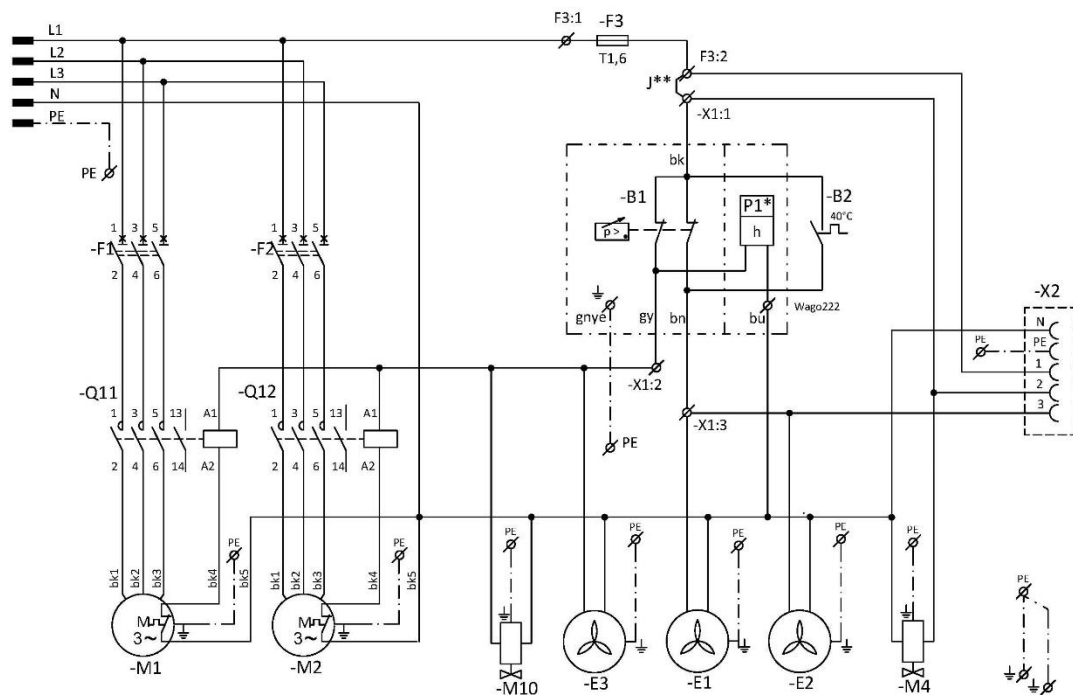 L1
L2
L3
N
PE
PE
F3:1
-F3
T1,6
F3:2
J**
-X1:1
bk
-B1
P1*
h
-B2
40°C
p >
gnye
gy
bn
bu
Wago222
-X2
N
PE
PE
1
2
3
-X1:2
-X1:3
PE
1 3 5
-F1
2 4 6
1 3 5
-F2
2 4 6
-Q11
1 3 5 13 A1
2 4 6 14 A2
-Q12
1 3 5 13 A1
2 4 6 14 A2
bk1 bk2 bk3 bk4 bk5 PE
M
3~
-M1
bk1 bk2 bk3 bk4 bk5 PE
M
3~
-M2
PE
-M10
PE
-E3
PE
-E1
PE
-E2
PE
-M4
PE